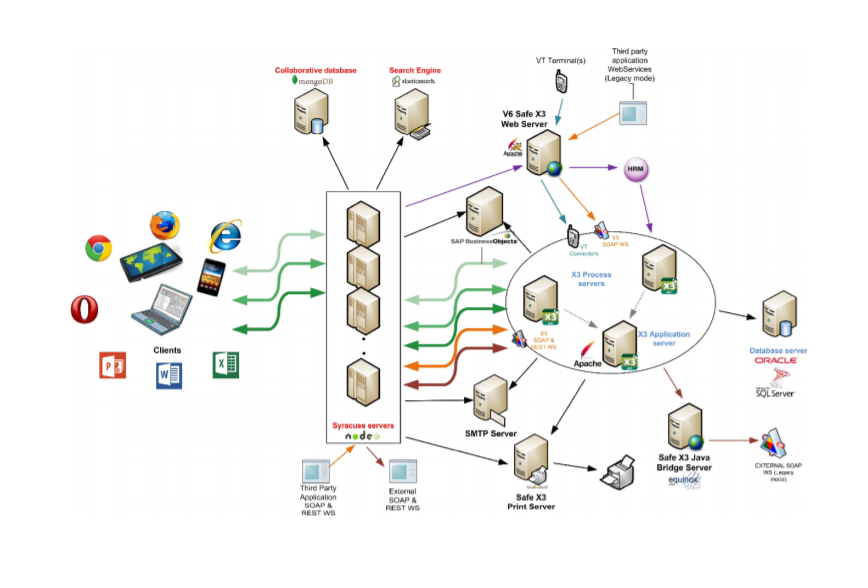 Collaborative database
mongoDB
Search Engine
elasticsearch.
VT Terminal(s)
Third party
application
WebServices
(Legacy mode)
V6 Safe X3
Web Server
Apache
HRM
SAP BusinessObjects
VT
Connectors
X3
SOAP WS
X3 Process
servers
X3
X3
X3 Application
server
X3
Apache
X3
SOAP &
REST WS
Clients
Database server
ORACLE
SQL Server
SMTP Server
Syracuse servers
node
Third Party
Application
SOAP &
REST WS
External
SOAP &
REST WS
Safe X3
Print Server
Safe X3 Java
Bridge Server
equinox
EXTERNAL SOAP
WS (Legacy
mode)